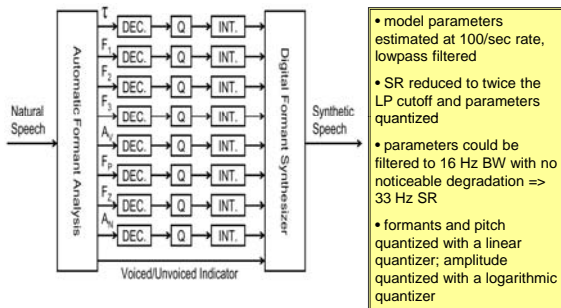 τ
DEC. Q INT.
F1
DEC. Q INT.
F2
DEC. Q INT.
F3
DEC. Q INT.
AV
DEC. Q INT.
FP
DEC. Q INT.
FZ
DEC. Q INT.
AN
DEC. Q INT.
Natural
Speech
Automatic Formant Analysis
Digital Formant Synthesizer
Synthetic
Speech
Voiced/Unvoiced Indicator
• model parameters
estimated at 100/sec rate,
lowpass filtered
• SR reduced to twice the
LP cutoff and parameters
quantized
• parameters could be
filtered to 16 Hz BW with no
noticeable degradation =>
33 Hz SR
• formants and pitch
quantized with a linear
quantizer; amplitude
quantized with a logarithmic
quantizer